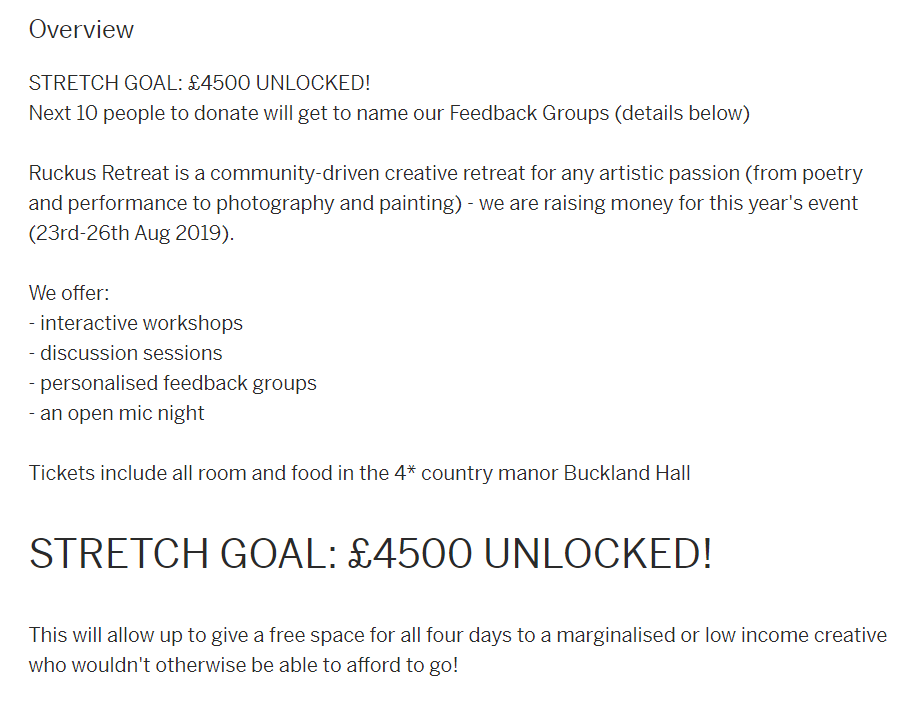 Overview
STRETCH GOAL: £4500 UNLOCKED!
Next 10 people to donate will get to name our Feedback Groups (details below)
Ruckus Retreat is a community-driven creative retreat for any artistic passion (from poetry
and performance to photography and painting) - we are raising money for this year's event
(23rd-26th Aug 2019).
We offer:
- interactive workshops
- discussion sessions
- personalised feedback groups
- an open mic night
Tickets include all room and food in the 4* country manor Buckland Hall
STRETCH GOAL: £4500 UNLOCKED!
This will allow up to give a free space for all four days to a marginalised or low income creative
who wouldn't otherwise be able to afford to go!